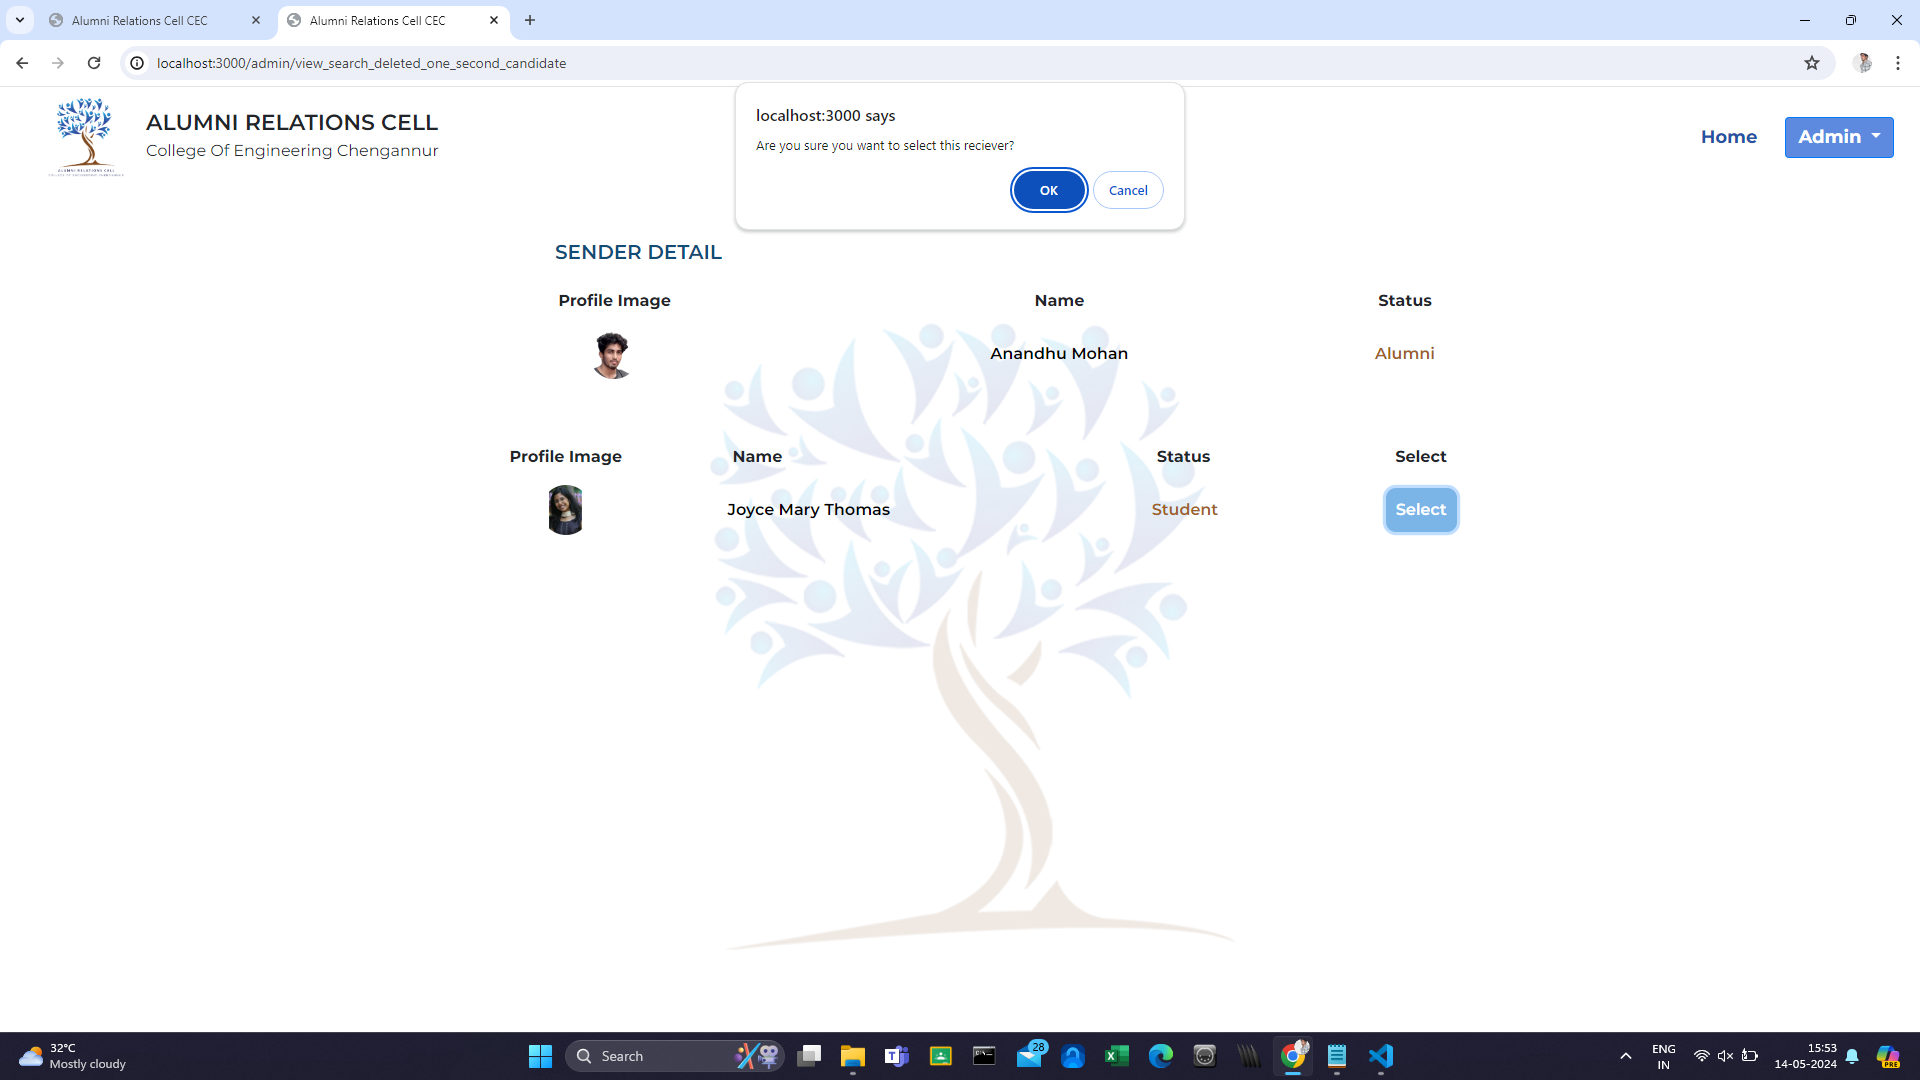 Alumni Relations Cell CEC
Alumni Relations Cell CEC
localhost:3000/admin/view_search_deleted_one_second_candidate
ALUMNI RELATIONS CELL
College Of Engineering Chengannur
localhost:3000 says
Are you sure you want to select this reciever?
OK
Cancel
Home
Admin
SENDER DETAIL
Profile Image Name Status
Anandhu Mohan Alumni
Profile Image Name Status Select
Joyce Mary Thomas Student Select
32°C
Mostly cloudy
Search
28
ENG
IN
15:53
14-05-2024
PRE